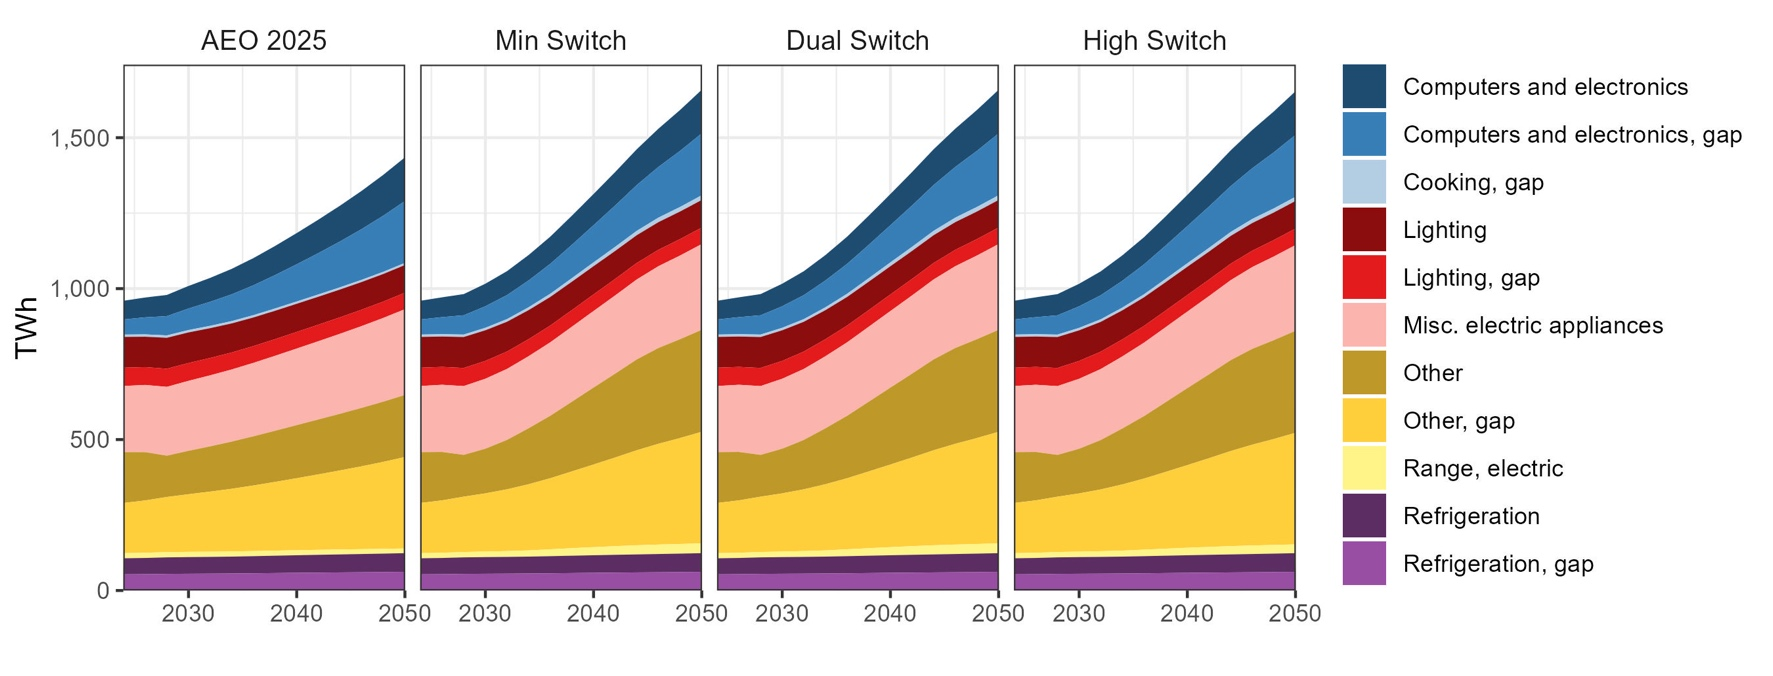 AEO 2025
Min Switch
Dual Switch
High Switch
TWh
1,500
1,000
500
0
2030
2040
2050
2030
2040
2050
2030
2040
2050
2030
2040
2050
Computers and electronics
Computers and electronics, gap
Cooking, gap
Lighting
Lighting, gap
Misc. electric appliances
Other
Other, gap
Range, electric
Refrigeration
Refrigeration, gap